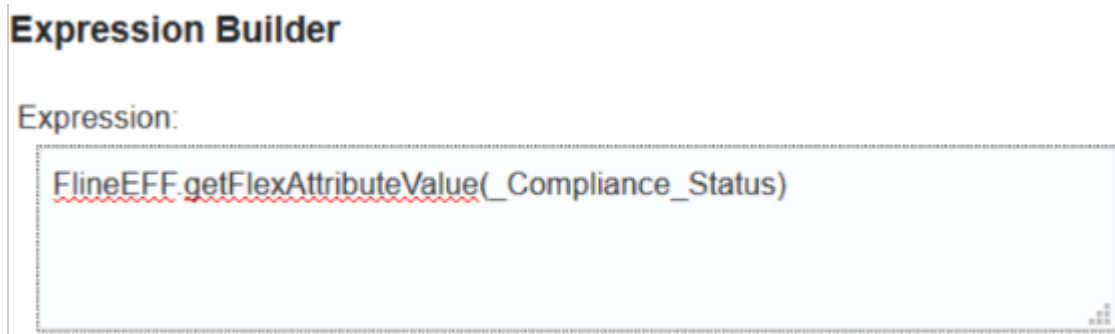 Expression Builder
Expression:
FlineEFF.getFlexAttributeValue(_Compliance_Status)